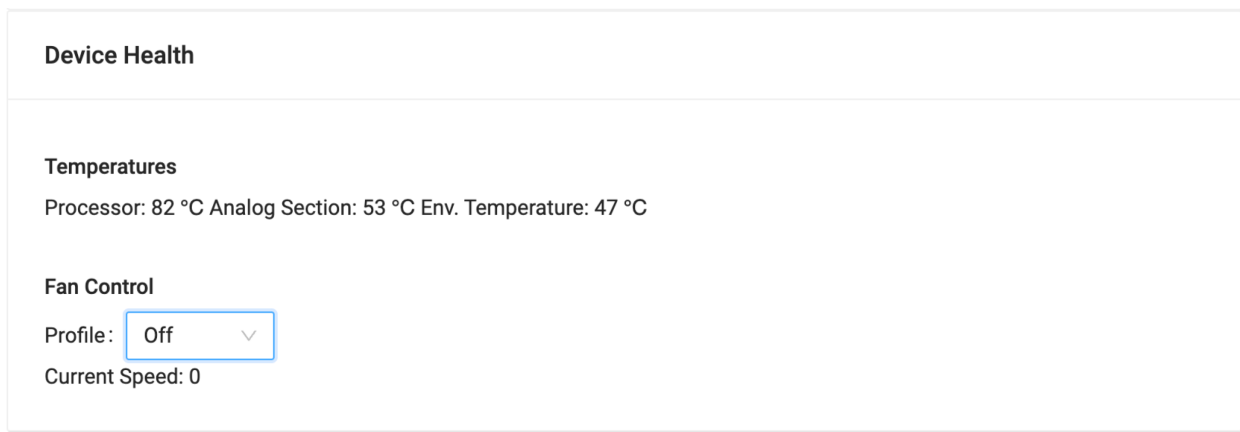 Device Health
Temperatures
Processor: 82 °C Analog Section: 53 °C Env. Temperature: 47 °C
Fan Control
Profile: Off
Current Speed: 0